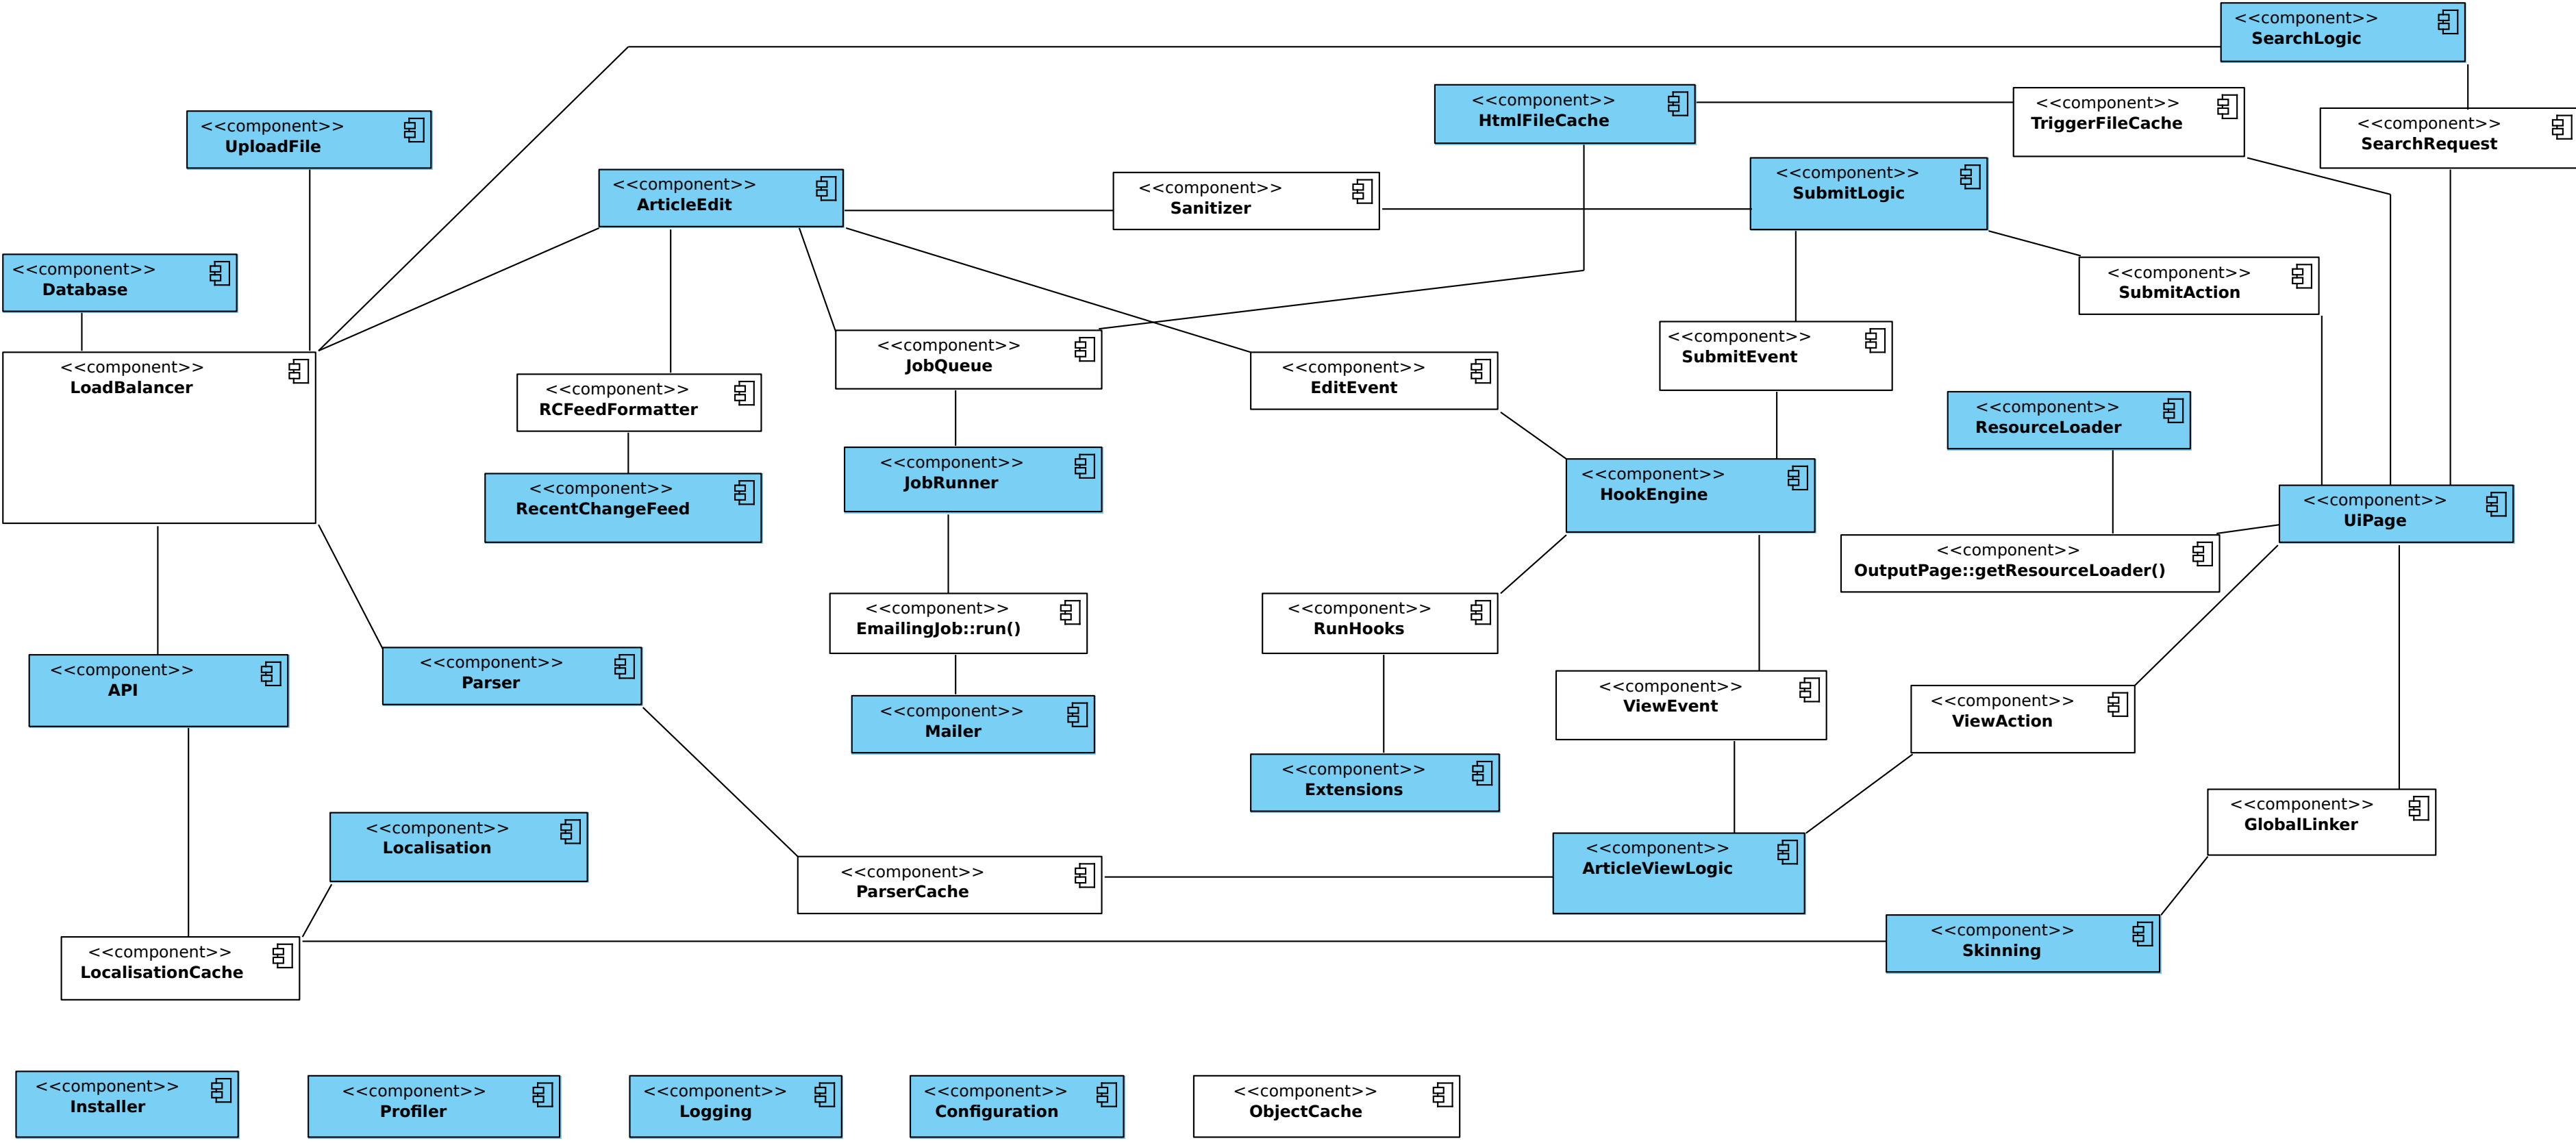 <<component>>
SearchLogic
<<component>>
HtmlFileCache
<<component>>
TriggerFileCache
<<component>>
SearchRequest
<<component>>
UploadFile
<<component>>
ArticleEdit
<<component>>
Sanitizer
<<component>>
SubmitLogic
<<component>>
Database
<<component>>
SubmitAction
<<component>>
LoadBalancer
<<component>>
JobQueue
<<component>>
EditEvent
<<component>>
SubmitEvent
<<component>>
RCFeedFormatter
<<component>>
ResourceLoader
<<component>>
JobRunner
<<component>>
HookEngine
<<component>>
RecentChangeFeed
<<component>>
UiPage
<<component>>
OutputPage::getResourceLoader()
<<component>>
EmailingJob::run()
<<component>>
RunHooks
<<component>>
API
<<component>>
Parser
<<component>>
ViewEvent
<<component>>
ViewAction
<<component>>
Mailer
<<component>>
Extensions
<<component>>
GlobalLinker
<<component>>
Localisation
<<component>>
ArticleViewLogic
<<component>>
ParserCache
<<component>>
Skinning
<<component>>
LocalisationCache
<<component>>
Installer
<<component>>
Profiler
<<component>>
Logging
<<component>>
Configuration
<<component>>
ObjectCache